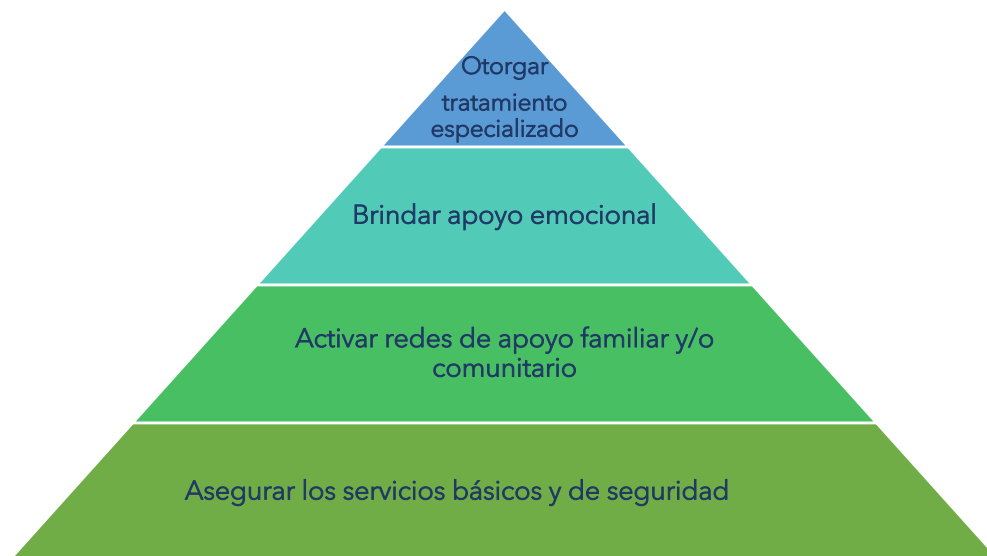 Otorgar
tratamiento
especializado
Brindar apoyo emocional
Activar redes de apoyo familiar y/o
comunitario
Asegurar los servicios básicos y de seguridad